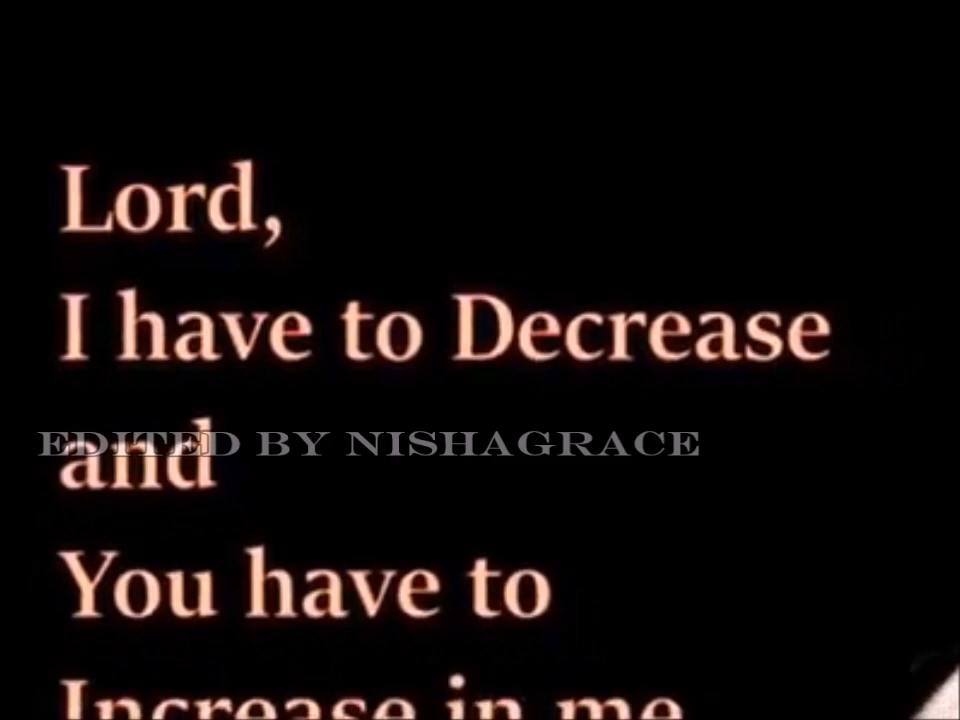 Lord,
I have to Decrease
and
EDITED BY NISHAGRACE
You have to
Increase in me